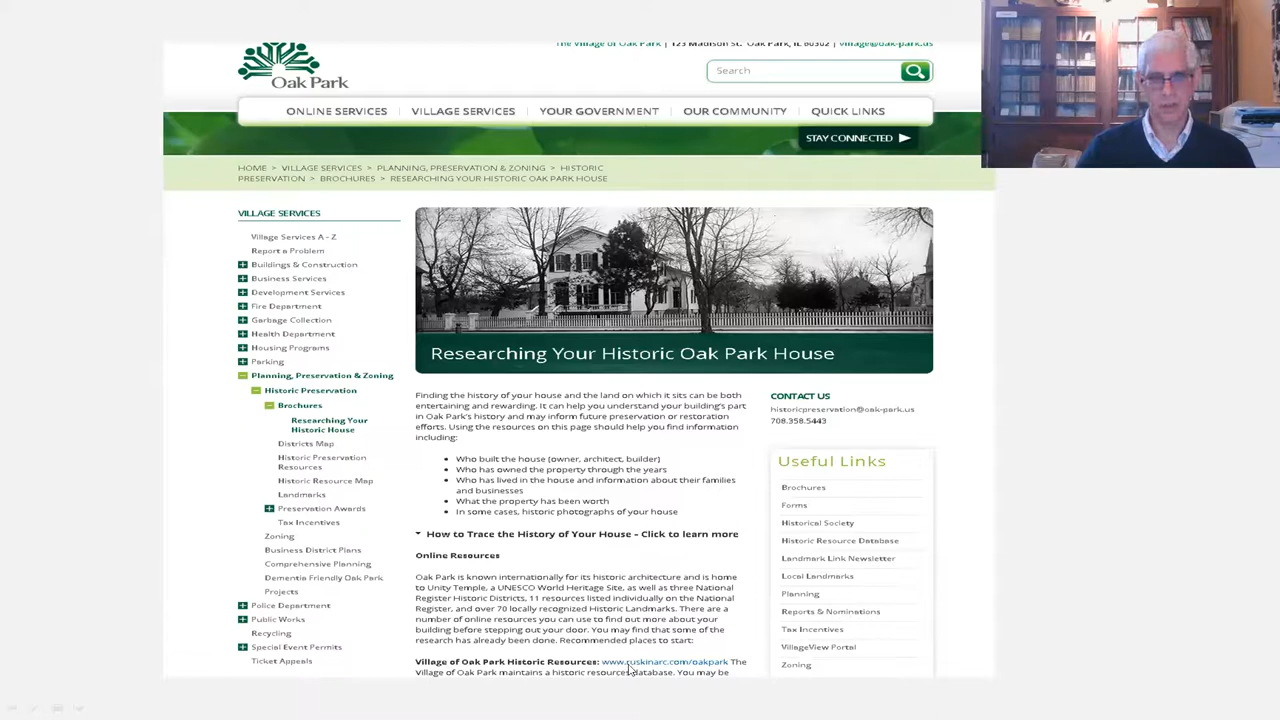 The Village of Oak Park | 123 Madison St. Oak Park, IL 60302 | village@oak-park.us
Oak Park
Search
ONLINE SERVICES
VILLAGE SERVICES
YOUR GOVERNMENT
OUR COMMUNITY
QUICK LINKS
STAY CONNECTED
HOME > VILLAGE SERVICES > PLANNING, PRESERVATION & ZONING > HISTORIC
PRESERVATION > BROCHURES > RESEARCHING YOUR HISTORIC OAK PARK HOUSE
VILLAGE SERVICES
Village Services A - Z
Report a Problem
Buildings & Construction
Business Services
Development Services
Fire Department
Garbage Collection
Health Department
Housing Programs
Parking
Planning, Preservation & Zoning
Historic Preservation
Brochures
Researching Your
Historic House
Districts Map
Historic Preservation
Resources
Historic Resource Map
Landmarks
Preservation Awards
Tax Incentives
Zoning
Business District Plans
Comprehensive Planning
Dementia Friendly Oak Park
Projects
Police Department
Public Works
Recycling
Special Event Permits
Ticket Appeals
Researching Your Historic Oak Park House
Finding the history of your house and the land on which it sits can be both
entertaining and rewarding. It can help you understand your building's part
in Oak Park's history and may inform future preservation or restoration
efforts. Using the resources on this page should help you find information
including:
Who built the house [owner, architect, builder]
Who has owned the property through the years
Who has lived in the house and information about their families
and businesses
What the property has been worth
In some cases, historic photographs of your house
How to Trace the History of Your House - Click to learn more
Online Resources
Oak Park is known internationally for its historic architecture and is home
to Unity Temple, a UNESCO World Heritage Site, as well as three National
Register Historic Districts, 11 resources listed individually on the National
Register, and over 70 locally recognized Historic Landmarks. There are a
number of online resources you can use to find out more about your
building before stepping out your door. You may find that some of the
research has already been done. Recommended places to start:
Village of Oak Park Historic Resources: www.ruskinarc.com/oakpark The
Village of Oak Park maintains a historic resources database. You may be
CONTACT US
historicpreservation@oak-park.us
708.358.5443
Useful Links
Brochures
Forms
Historical Society
Historic Resource Database
Landmark Link Newsletter
Local Landmarks
Planning
Reports & Nominations
Tax Incentives
VillageView Portal
Zoning